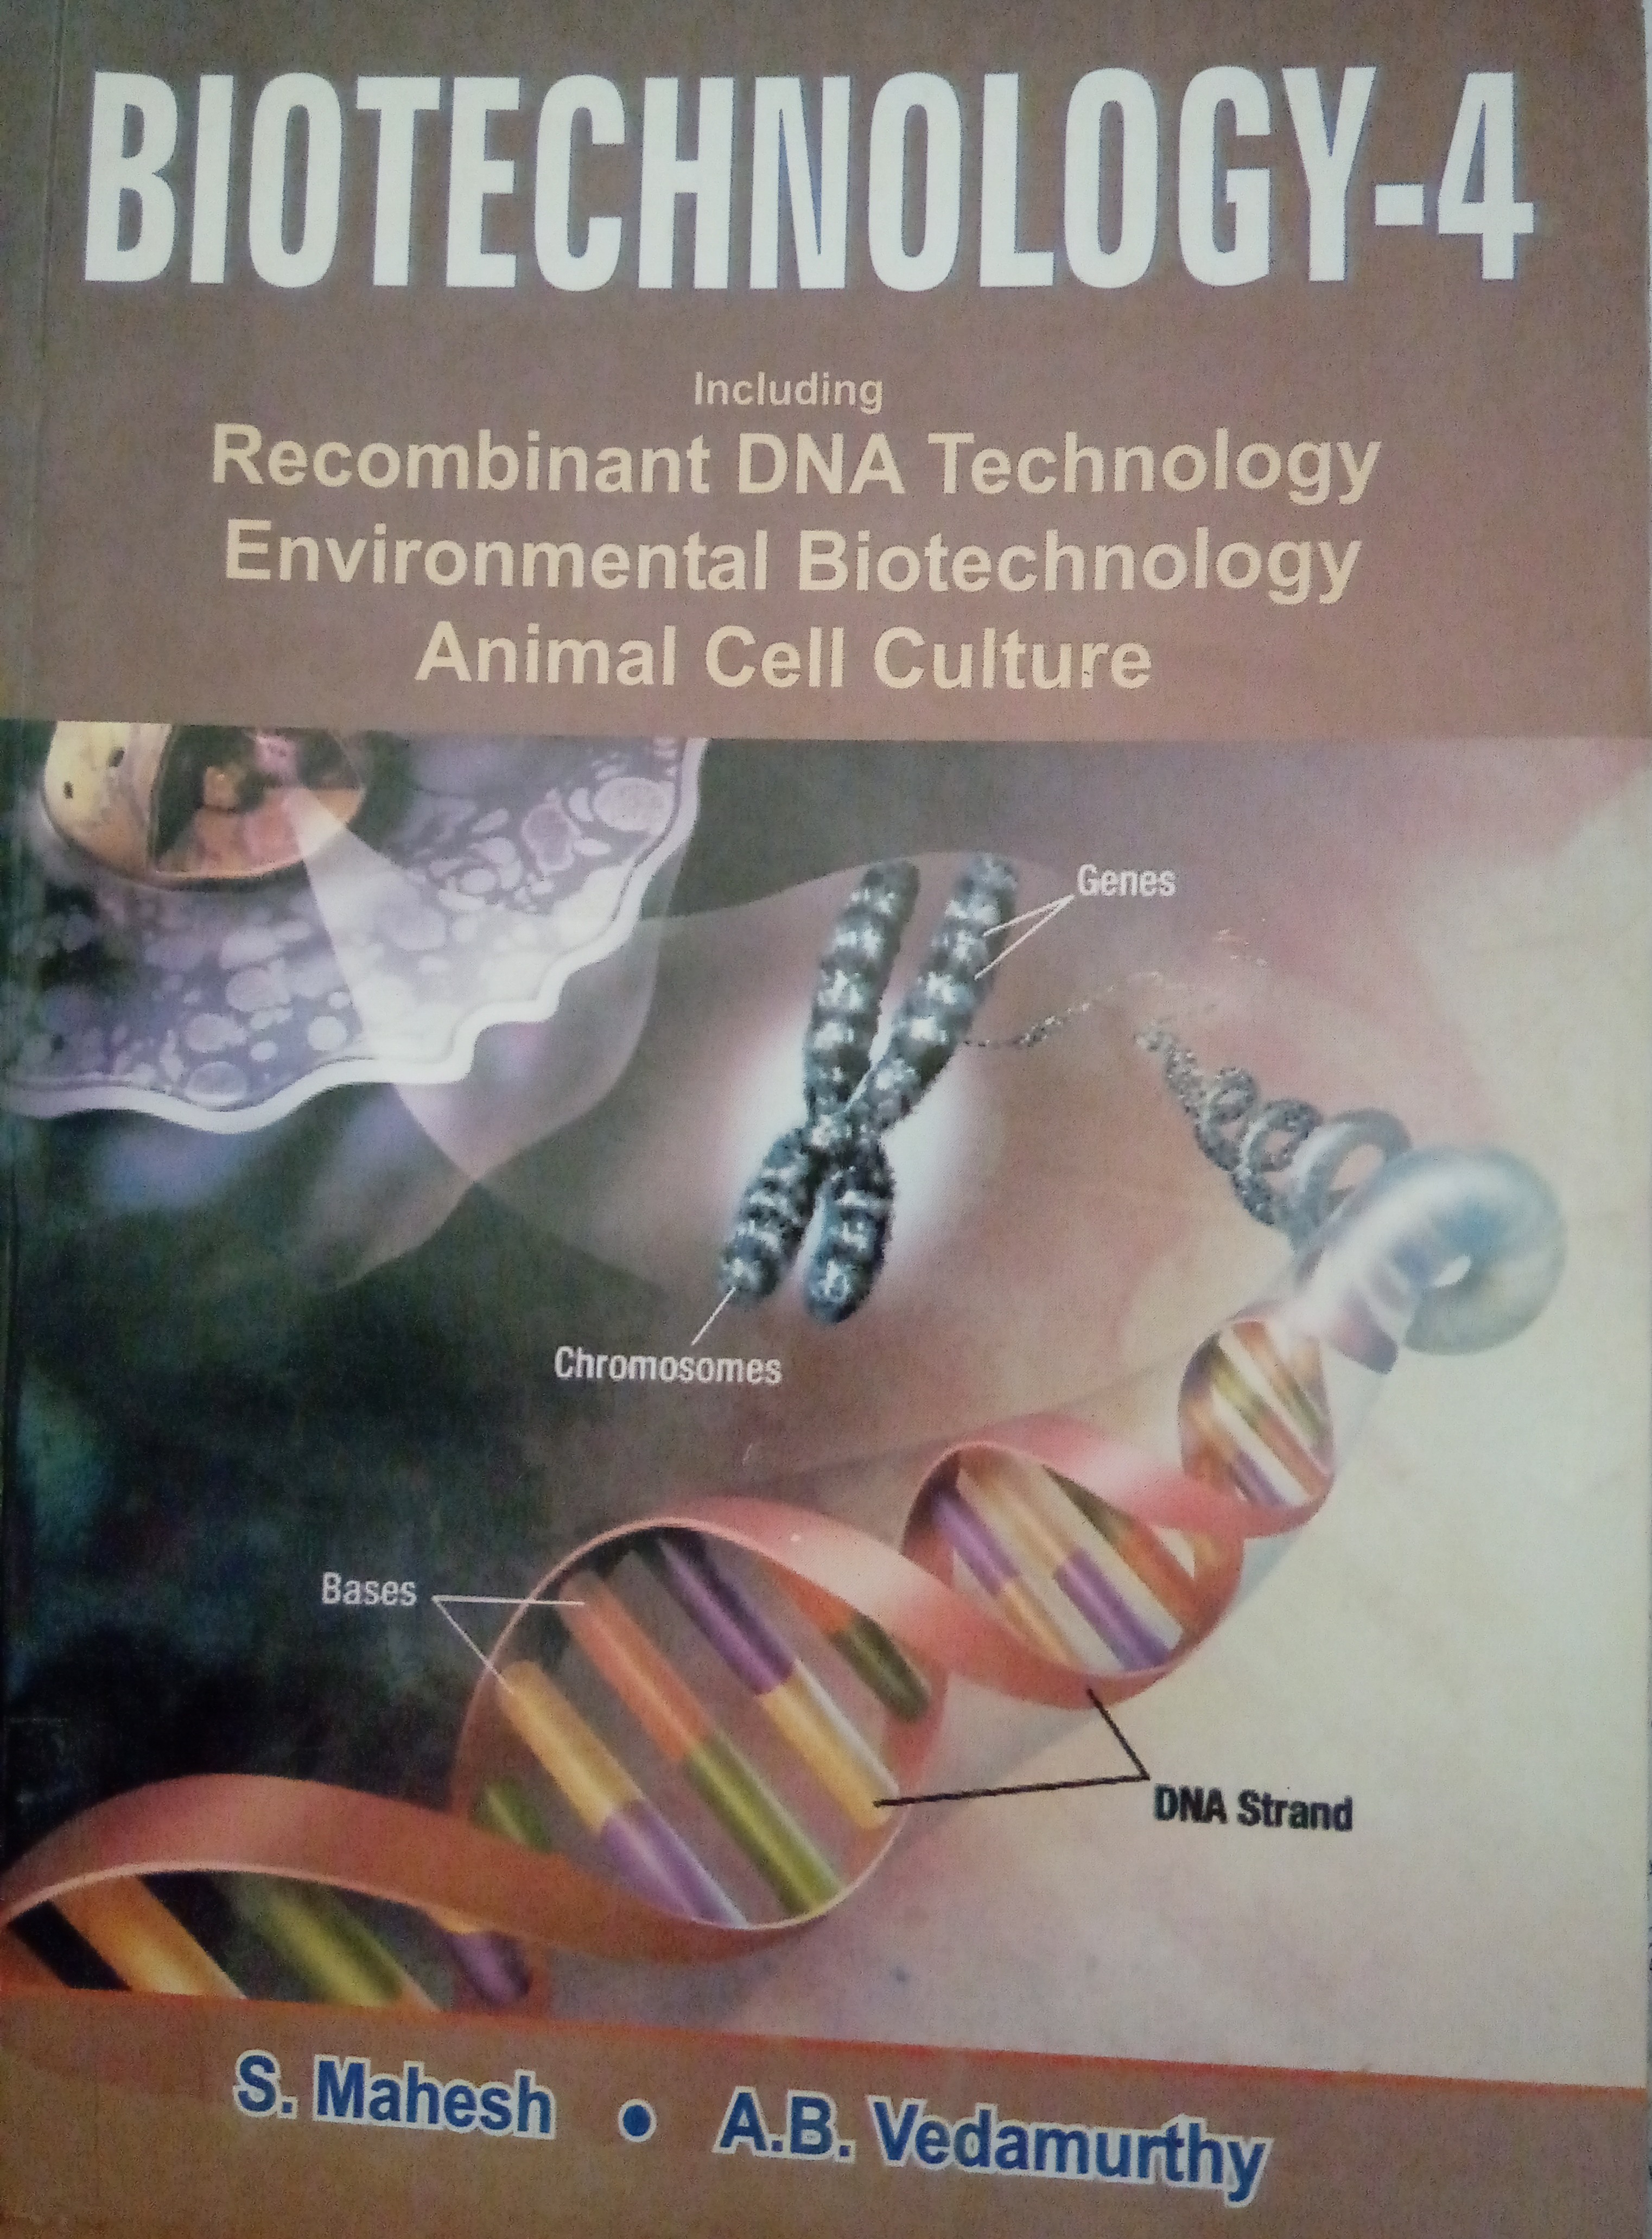 BIOTECHNOLOGY-4
Including
Recombinant DNA Technology
Environmental Biotechnology
Animal Cell Culture
Genes
Chromosomes
Bases
DNA Strand
S. Mahesh • A.B. Vedamurthy